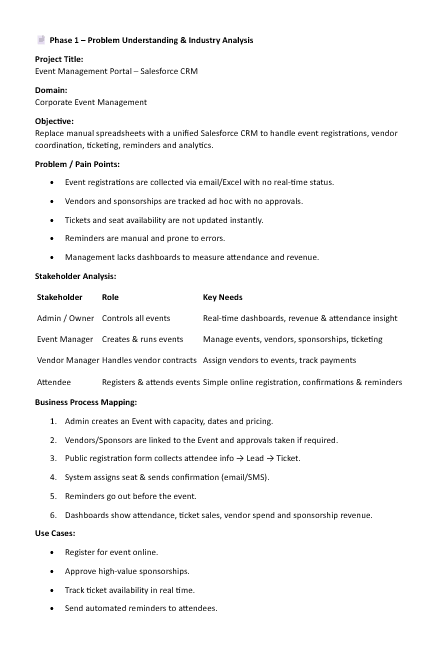 Phase 1 – Problem Understanding & Industry Analysis
Project Title:
Event Management Portal – Salesforce CRM
Domain:
Corporate Event Management
Objective:
Replace manual spreadsheets with a unified Salesforce CRM to handle event registrations, vendor
coordination, ticketing, reminders and analytics.
Problem / Pain Points:
• Event registrations are collected via email/Excel with no real-time status.
• Vendors and sponsorships are tracked ad hoc with no approvals.
• Tickets and seat availability are not updated instantly.
• Reminders are manual and prone to errors.
• Management lacks dashboards to measure attendance and revenue.
Stakeholder Analysis:
Stakeholder Role Key Needs
Admin / Owner Controls all events Real-time dashboards, revenue & attendance insight
Event Manager Creates & runs events Manage events, vendors, sponsorships, ticketing
Vendor Manager Handles vendor contracts Assign vendors to events, track payments
Attendee Registers & attends events Simple online registration, confirmations & reminders
Business Process Mapping:
1. Admin creates an Event with capacity, dates and pricing.
2. Vendors/Sponsors are linked to the Event and approvals taken if required.
3. Public registration form collects attendee info → Lead → Ticket.
4. System assigns seat & sends confirmation (email/SMS).
5. Reminders go out before the event.
6. Dashboards show attendance, ticket sales, vendor spend and sponsorship revenue.
Use Cases:
• Register for event online.
• Approve high-value sponsorships.
• Track ticket availability in real time.
• Send automated reminders to attendees.